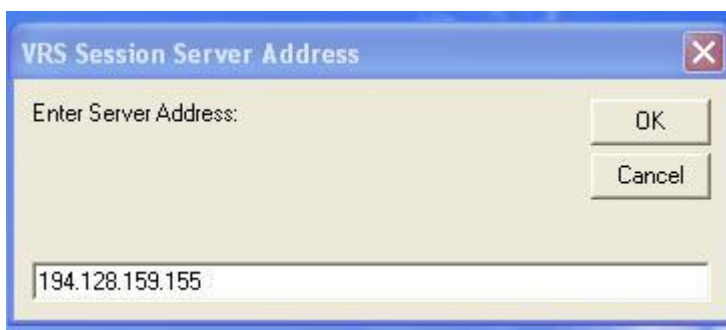 VRS Session Server Address
Enter Server Address:
OK
Cancel
194.128.159.155